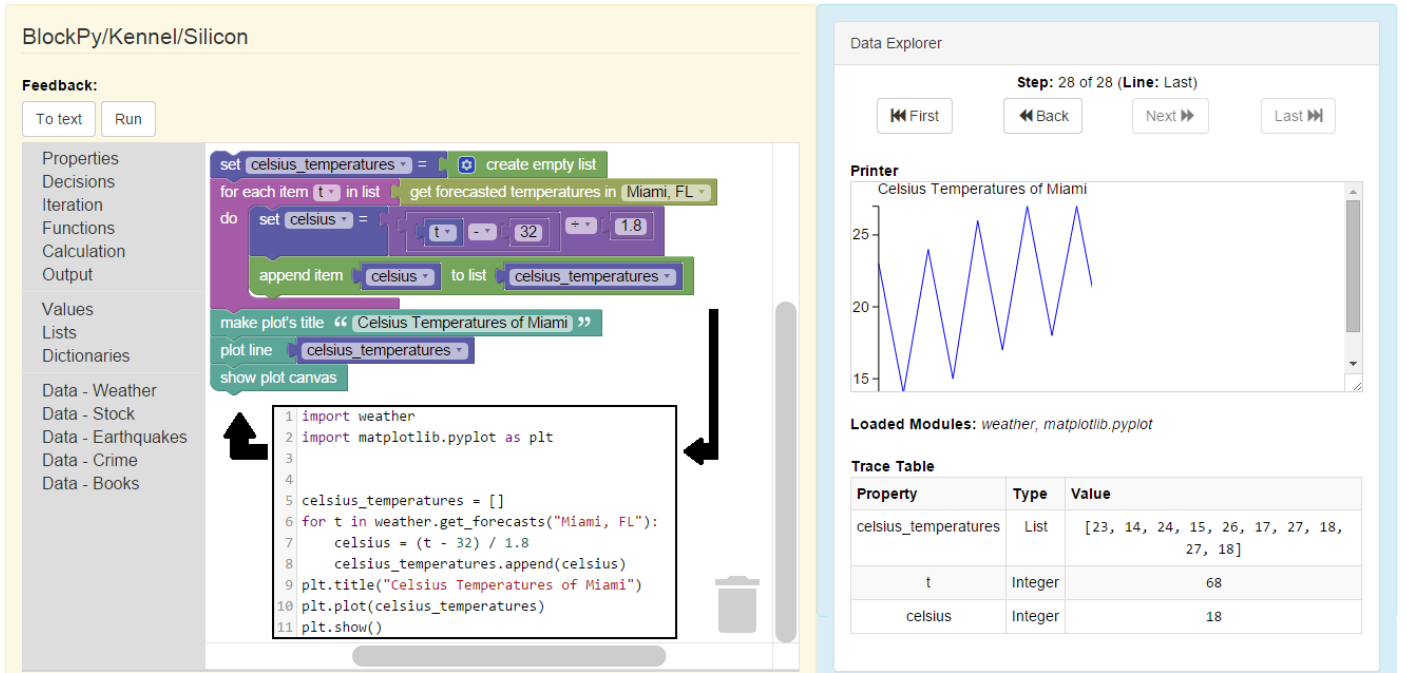 BlockPy/Kennel/Silicon
Feedback:
To text Run
Properties
Decisions
Iteration
Functions
Calculation
Output
Values
Lists
Dictionaries
Data - Weather
Data - Stock
Data - Earthquakes
Data - Crime
Data - Books
set celsius_temperatures = create empty list
for each item t in list get forecasted temperatures in Miami, FL
do set celsius = t - 32 ÷ 1.8
append item celsius to list celsius_temperatures
make plot's title “ Celsius Temperatures of Miami ”
plot line celsius_temperatures
show plot canvas
1 import weather
2 import matplotlib.pyplot as plt
3
4
5 celsius_temperatures = []
6 for t in weather.get_forecasts("Miami, FL"):
7 celsius = (t - 32) / 1.8
8 celsius_temperatures.append(celsius)
9 plt.title("Celsius Temperatures of Miami")
10 plt.plot(celsius_temperatures)
11 plt.show()
Data Explorer
Step: 28 of 28 (Line: Last)
First Back Next Last
Printer
Celsius Temperatures of Miami
25
20
15
Loaded Modules: weather, matplotlib.pyplot
Trace Table
Property Type Value
celsius_temperatures List [23, 14, 24, 15, 26, 17, 27, 18,
27, 18]
t Integer 68
celsius Integer 18